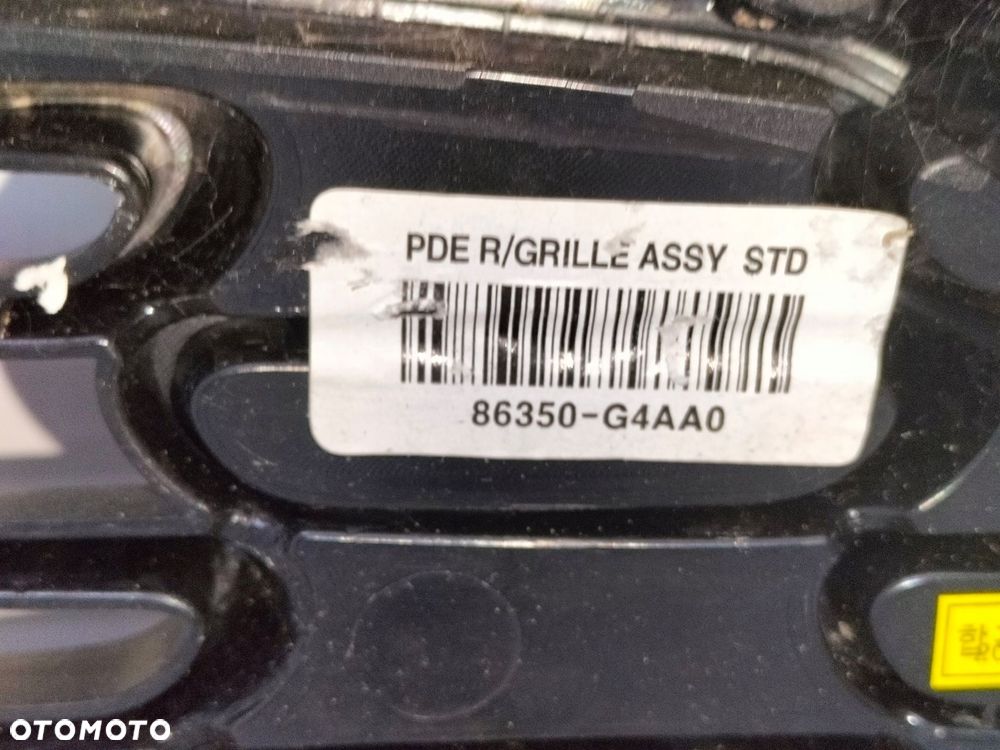 PDE R/GRILLE ASSY STD
86350-G4AA0
OTOMOTO